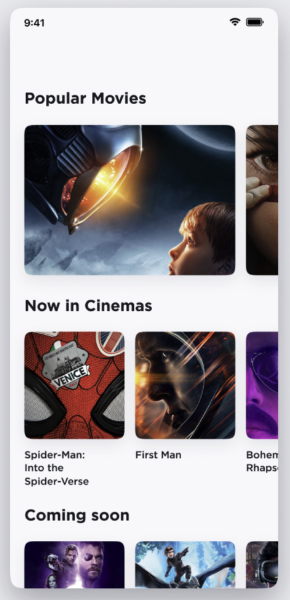 9:41
Popular Movies
Now in Cinemas
VENICE
Spider-Man:
Into the
Spider-Verse
First Man
Bohem
Rhaps
Coming soon